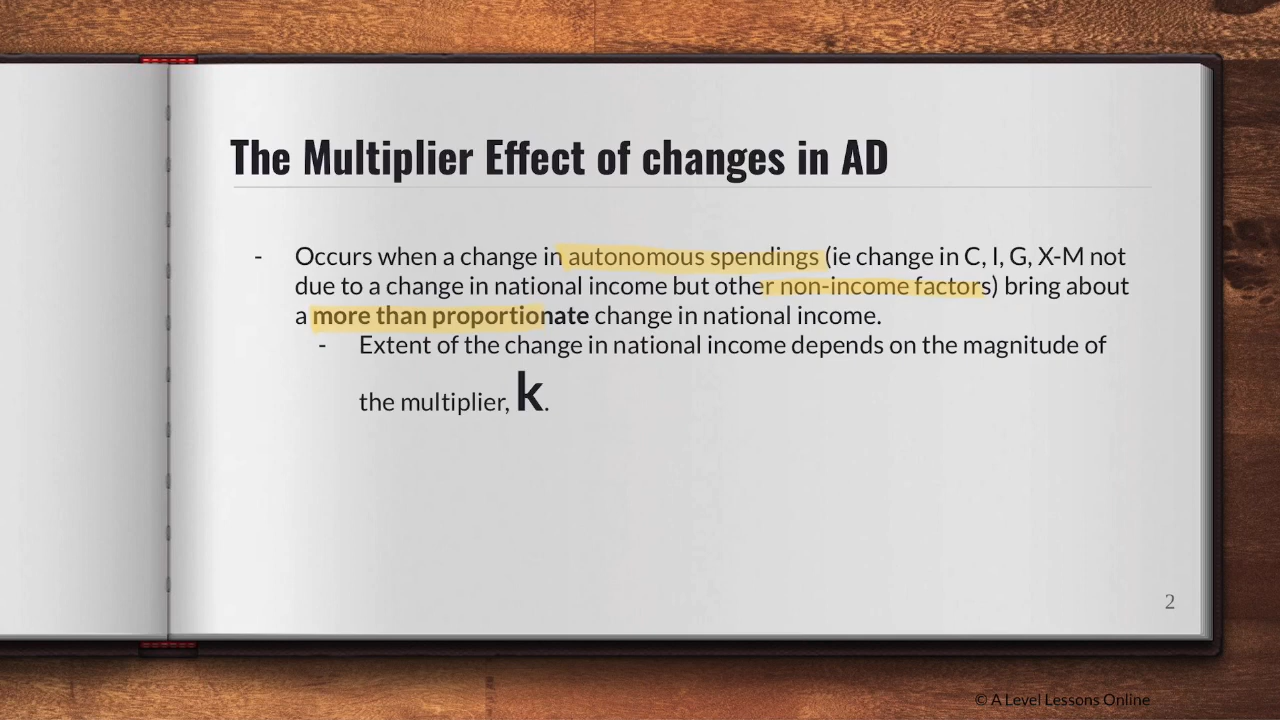 The Multiplier Effect of changes in AD
- Occurs when a change in autonomous spendings (ie change in C, I, G, X-M not
due to a change in national income but other non-income factors) bring about
a more than proportionate change in national income.
- Extent of the change in national income depends on the magnitude of
the multiplier, k.
2
© A Level Lessons Online